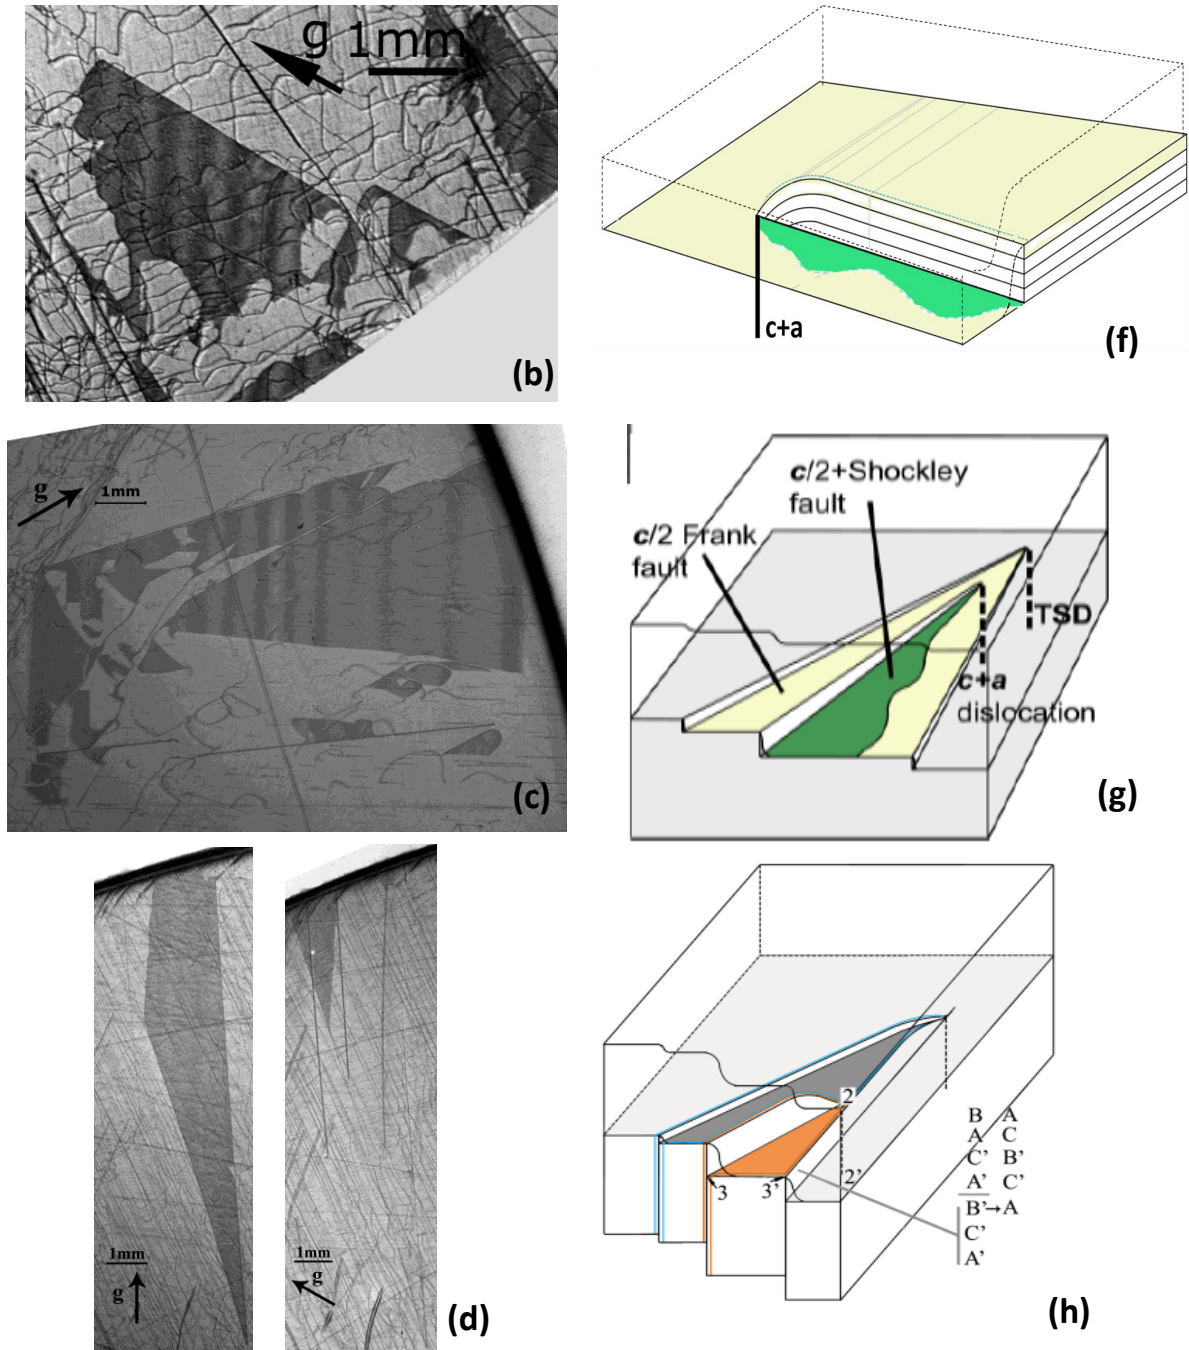 g 1mm
(b)
c+a
(f)
g
1mm
(c)
c/2+Shockley
fault
c/2 Frank
fault
TSD
c+a
dislocation
(g)
1mm
g
1mm
g
(d)
2
B A
A C
C' B'
A' C'
B'→A
C'
A'
2'
3 3'
(h)